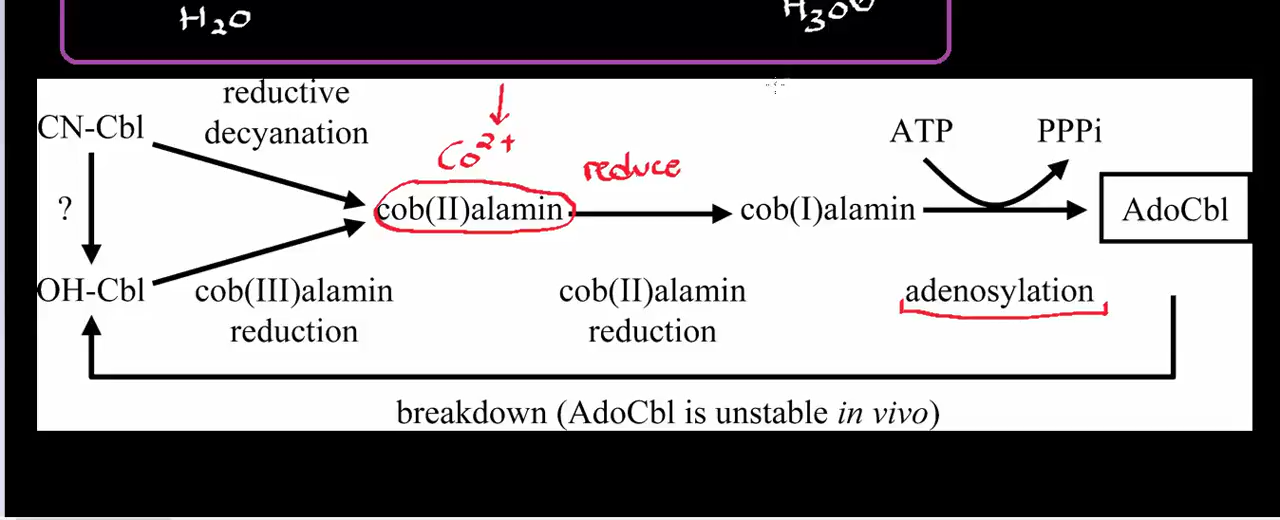 H₂O
H₃O⊕
reductive
decyanation
CN-Cbl
Co²⁺
reduce
ATP
PPPi
?
cob(II)alamin
cob(I)alamin
AdoCbl
OH-Cbl
cob(III)alamin
reduction
cob(II)alamin
reduction
adenosylation
breakdown (AdoCbl is unstable in vivo)